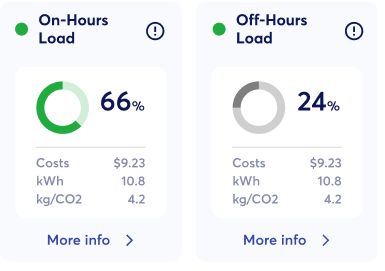 On-Hours
Load
66%
Costs $9.23
kWh 10.8
kg/CO2 4.2
More info
Off-Hours
Load
24%
Costs $9.23
kWh 10.8
kg/CO2 4.2
More info